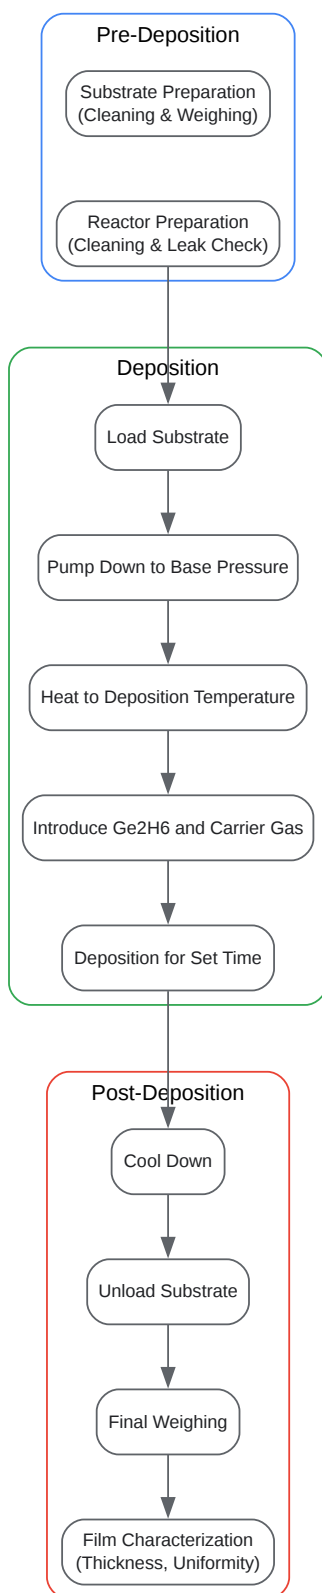 Pre-Deposition
Substrate Preparation
(Cleaning & Weighing)
Reactor Preparation
(Cleaning & Leak Check)
Deposition
Load Substrate
Pump Down to Base Pressure
Heat to Deposition Temperature
Introduce Ge2H6 and Carrier Gas
Deposition for Set Time
Post-Deposition
Cool Down
Unload Substrate
Final Weighing
Film Characterization
(Thickness, Uniformity)